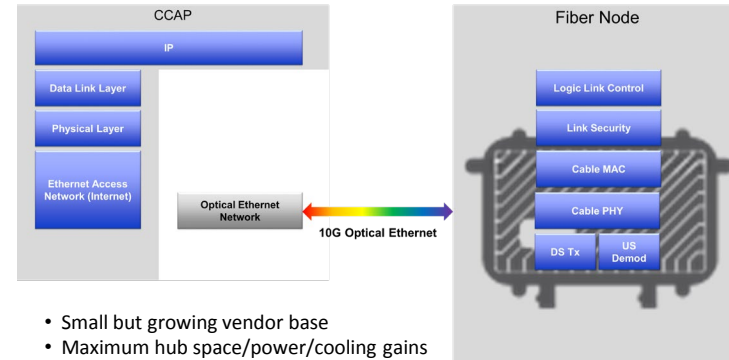 CCAP
IP
Data Link Layer
Physical Layer
Ethernet Access
Network (Internet)
Optical Ethernet
Network
10G Optical Ethernet
Fiber Node
Logic Link Control
Link Security
Cable MAC
Cable PHY
DS Tx
US
Demod
• Small but growing vendor base
• Maximum hub space/power/cooling gains